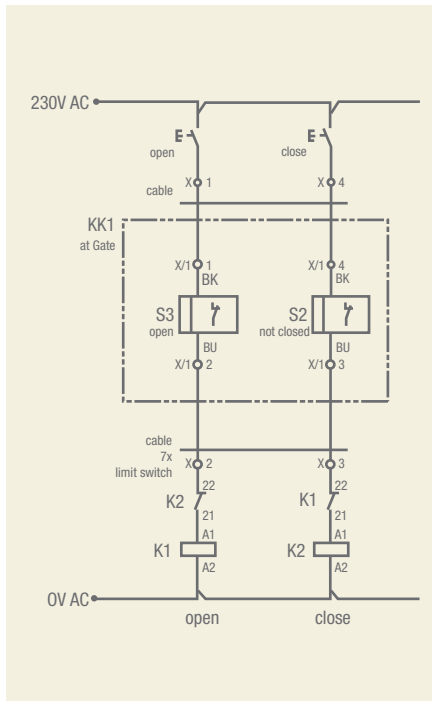 230V AC
open close
X 1 X 4
cable
KK1
at Gate
X/1 1 X/1 4
BK BK
S3 S2
open not closed
BU BU
X/1 2 X/1 3
cable
7x
limit switch
X 2 X 3
22 22
K2 K1
21 21
A1 A1
K1 K2
A2 A2
0V AC
open close